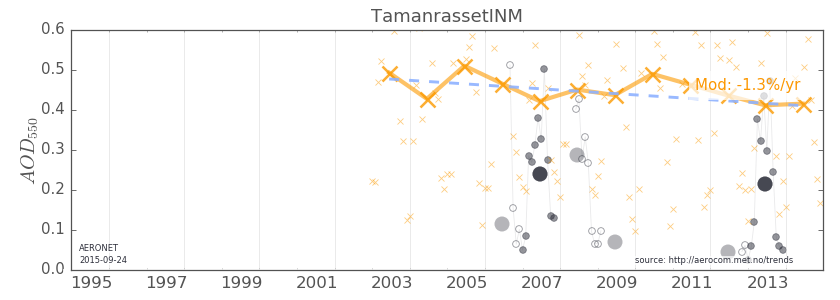 TamanrassetINM
0.6
0.5
0.4
0.3
0.2
0.1
0.0
AOD550
Mod: -1.3%/yr
AERONET
2015-09-24
source: http://aerocom.met.no/trends
1995 1997 1999 2001 2003 2005 2007 2009 2011 2013